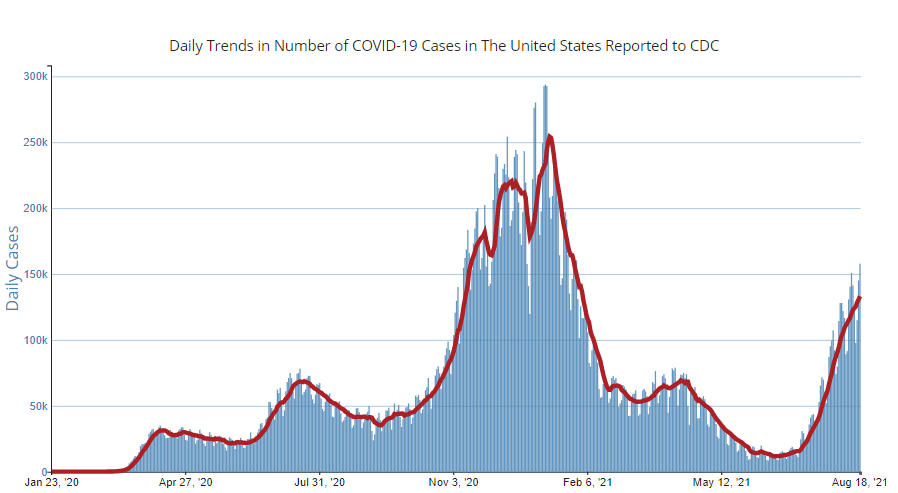 Daily Trends in Number of COVID-19 Cases in The United States Reported to CDC
Daily Cases
300k
250k
200k
150k
100k
50k
0
Jan 23, '20
Apr 27, '20
Jul 31, '20
Nov 3, '20
Feb 6, '21
May 12, '21
Aug 18, '21